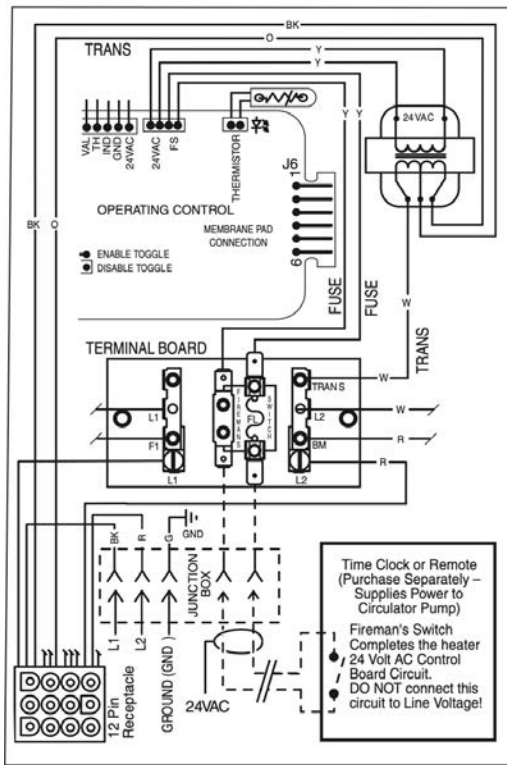 BK
O
TRANS
Y
Y
VAL
TH
IND
GND
24VAC
24VAC
FS
THERMISTOR
J6
1
6
Y
Y
24VAC
OPERATING CONTROL
MEMBRANE PAD
CONNECTION
BK
O
ENABLE TOGGLE
DISABLE TOGGLE
FUSE
FUSE
W
TRANS
TERMINAL BOARD
L1
F1
L1
FIREMANS
FL
SWITCH
TRANS
L2
BM
L2
W
W
R
R
BK
R
G
GND
JUNCTION
BOX
L1
L2
GROUND (GND)
24VAC
12 Pin
Receptacle
Time Clock or Remote
(Purchase Separately –
Supplies Power to
Circulator Pump)
Fireman's Switch
Completes the heater
24 Volt AC Control
Board Circuit.
DO NOT connect this
circuit to Line Voltage!